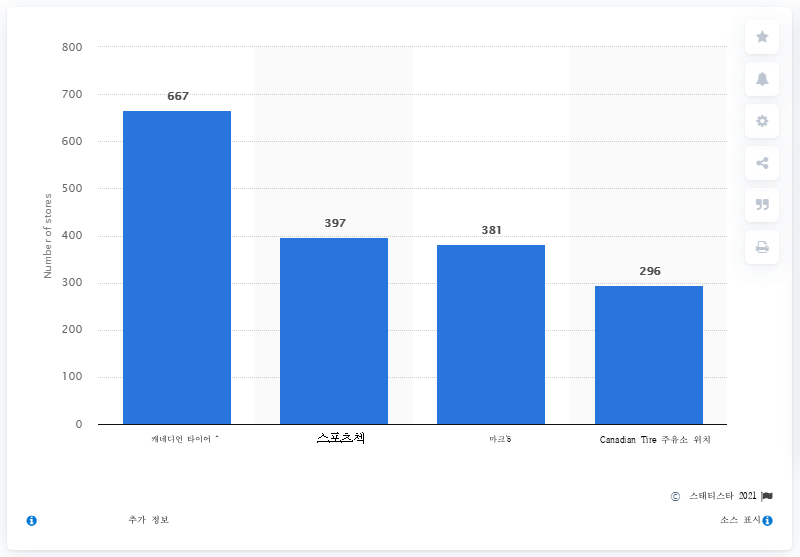 800
700
600
500
400
300
200
100
0
Number of stores
667
397
381
296
캐네디언 타이어 *
스포츠첵
마크's
Canadian Tire 주유소 위치
© 스태티스타 2021
추가 정보
소스 표시